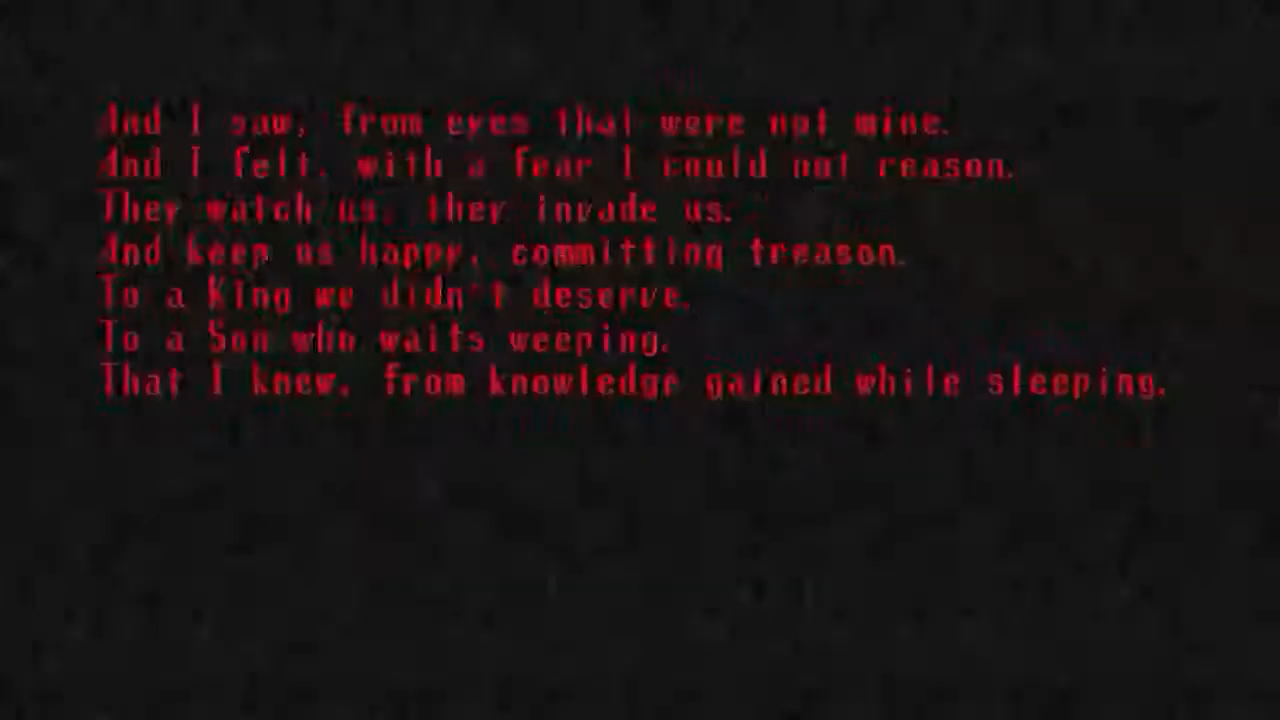 And I saw, from eyes that were not mine.
And I felt, with a fear I could not reason.
They watch us, they invade us.
And keep us happy, committing treason.
To a King we didn't deserve.
To a Son who waits weeping.
That I knew, from knowledge gained while sleeping.